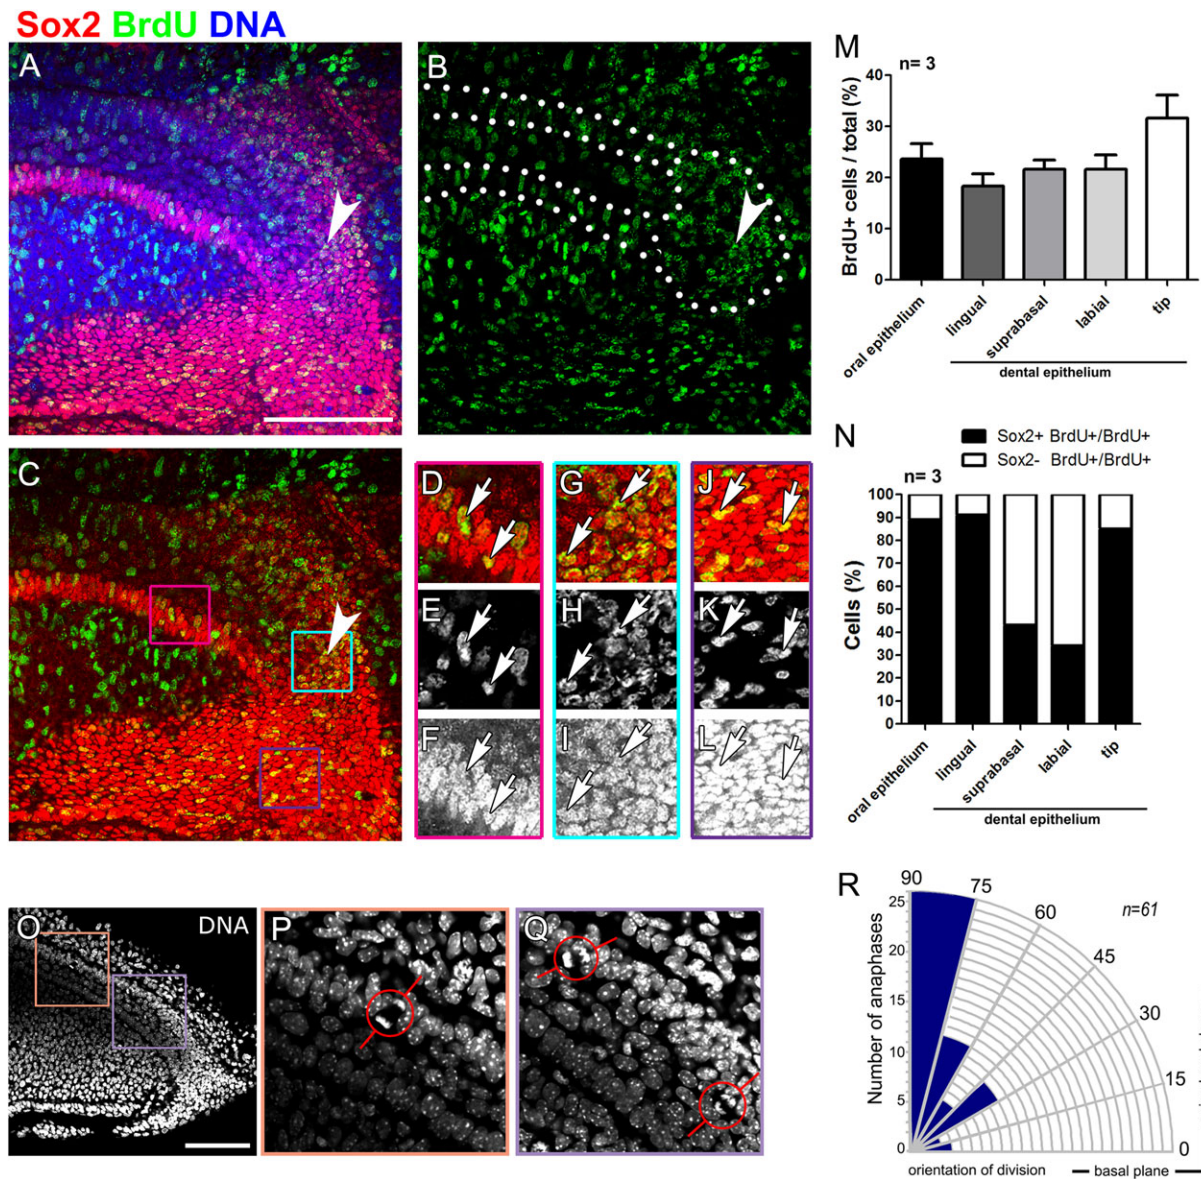 Sox2 BrdU DNA
A
B
C
D
E
F
G
H
I
J
K
L
M
n= 3
BrdU+ cells / total (%)
40
30
20
10
0
oral epithelium
lingual
suprabasal
labial
tip
dental epithelium
N
Sox2+ BrdU+/BrdU+
Sox2- BrdU+/BrdU+
n= 3
Cells (%)
100
90
80
70
60
50
40
30
20
10
0
oral epithelium
lingual
suprabasal
labial
tip
dental epithelium
O
DNA
P
Q
R
n=61
Number of anaphases
25
20
15
10
5
0
90
75
60
45
30
15
0
orientation of division
basal plane